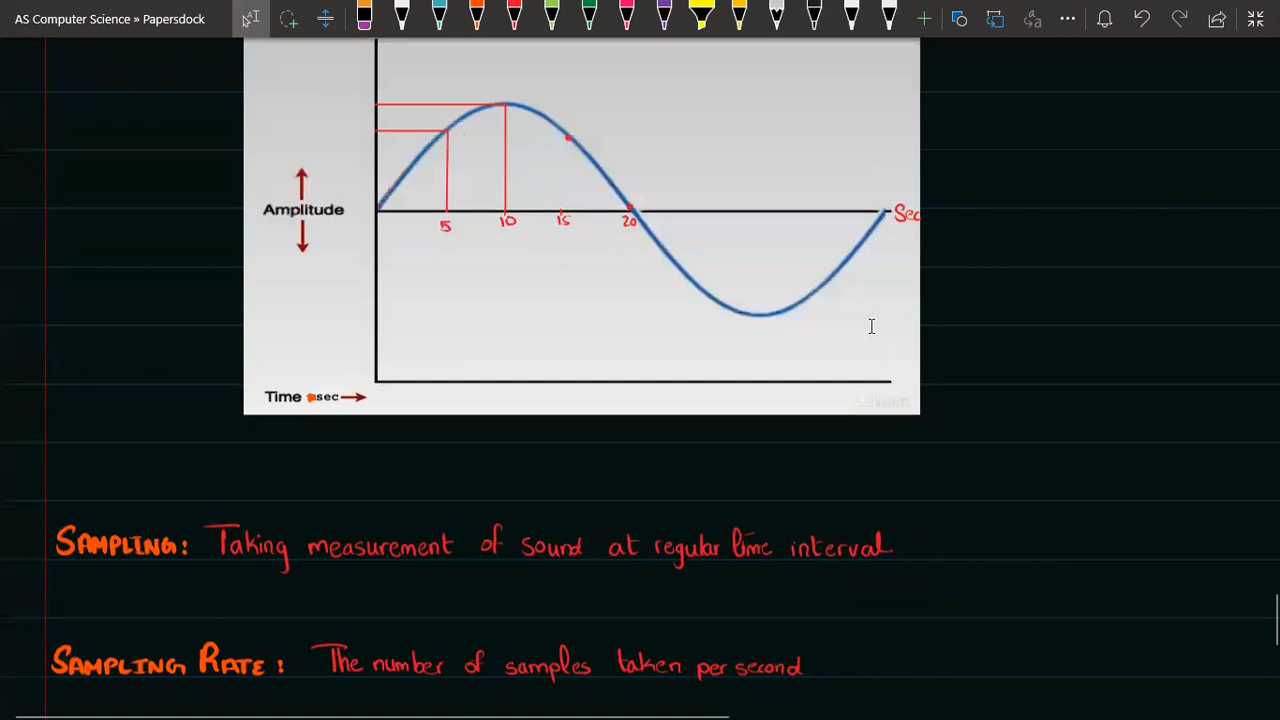 AS Computer Science » Papersdock
Amplitude
5 10 15 20
Sec
Time sec
SAMPLING: Taking measurement of sound at regular time interval
SAMPLING RATE: The number of samples taken per second